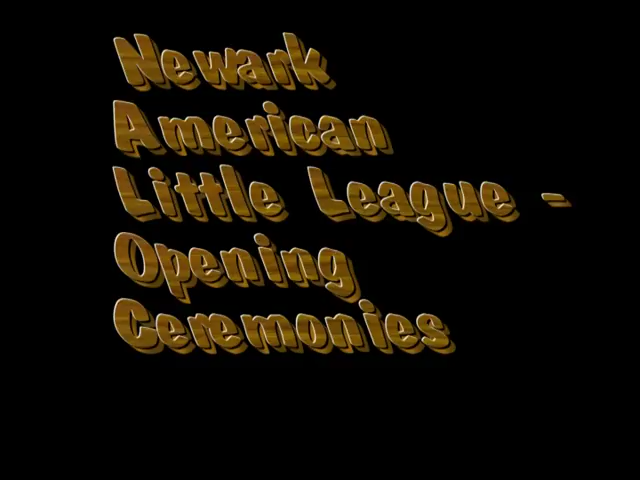 Newark
American
Little League -
Opening
Ceremonies